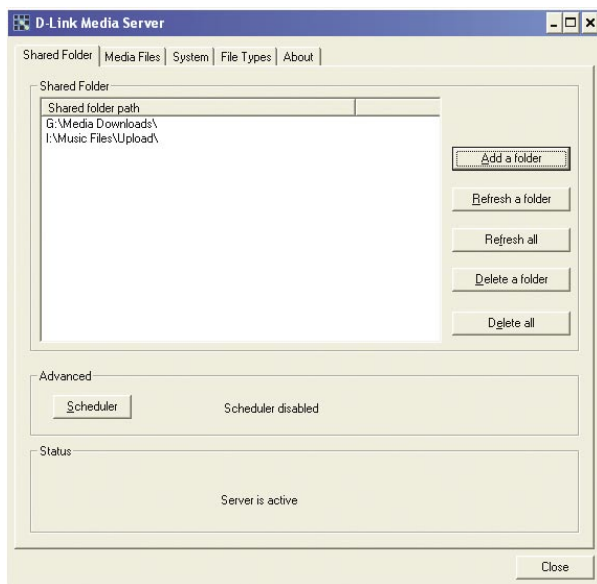 D-Link Media Server
Shared Folder Media Files System File Types About
Shared Folder
Shared folder path
G:\Media Downloads\
I:\Music Files\Upload\
Add a folder
Refresh a folder
Refresh all
Delete a folder
Delete all
Advanced
Scheduler Scheduler disabled
Status
Server is active
Close